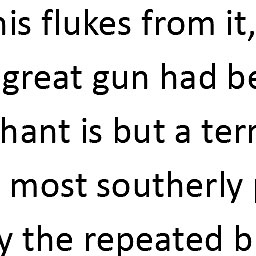 his flukes from it,
great gun had be
hant is but a terr
most southerly p
y the repeated b